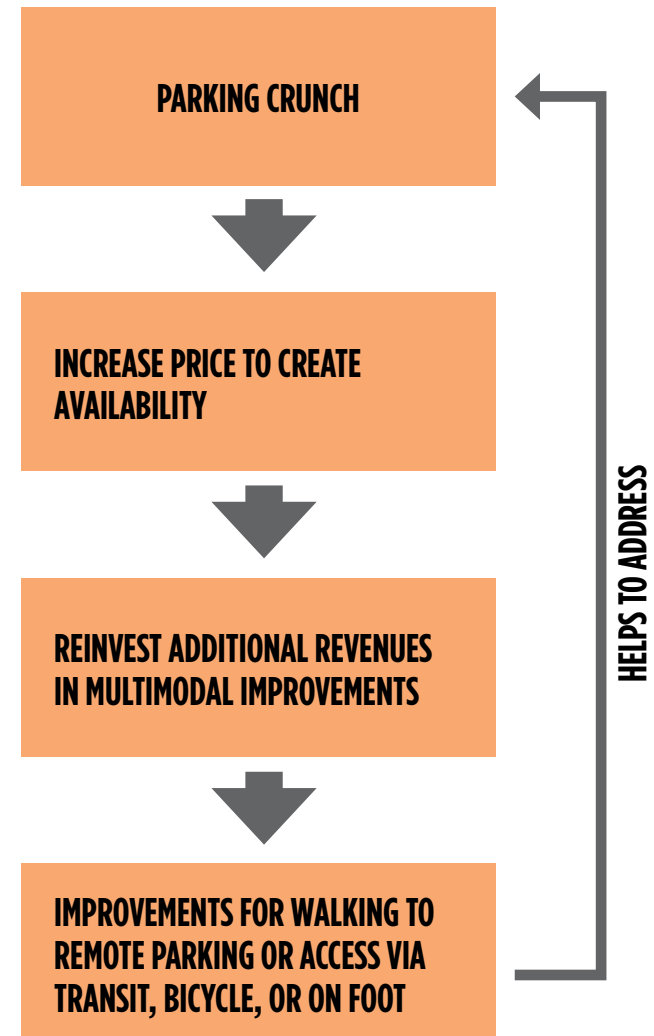 PARKING CRUNCH
INCREASE PRICE TO CREATE
AVAILABILITY
REINVEST ADDITIONAL REVENUES
IN MULTIMODAL IMPROVEMENTS
IMPROVEMENTS FOR WALKING TO
REMOTE PARKING OR ACCESS VIA
TRANSIT, BICYCLE, OR ON FOOT
HELPS TO ADDRESS